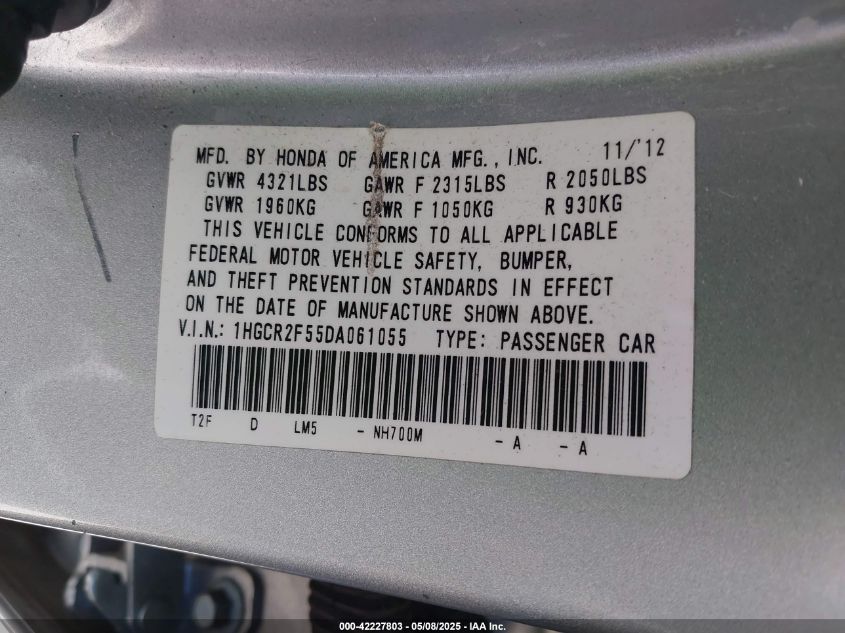 MFD. BY HONDA OF AMERICA MFG., INC. 11/'12
GVWR 4321LBS GAWR F 2315LBS R 2050LBS
GVWR 1960KG GAWR F 1050KG R 930KG
THIS VEHICLE CONFORMS TO ALL APPLICABLE
FEDERAL MOTOR VEHICLE SAFETY, BUMPER,
AND THEFT PREVENTION STANDARDS IN EFFECT
ON THE DATE OF MANUFACTURE SHOWN ABOVE.
V.I.N.: 1HGCR2F55DA061055 TYPE: PASSENGER CAR
T2F D LM5 - NH700M - A - A
000-42227803 - 05/08/2025 - IAA Inc.